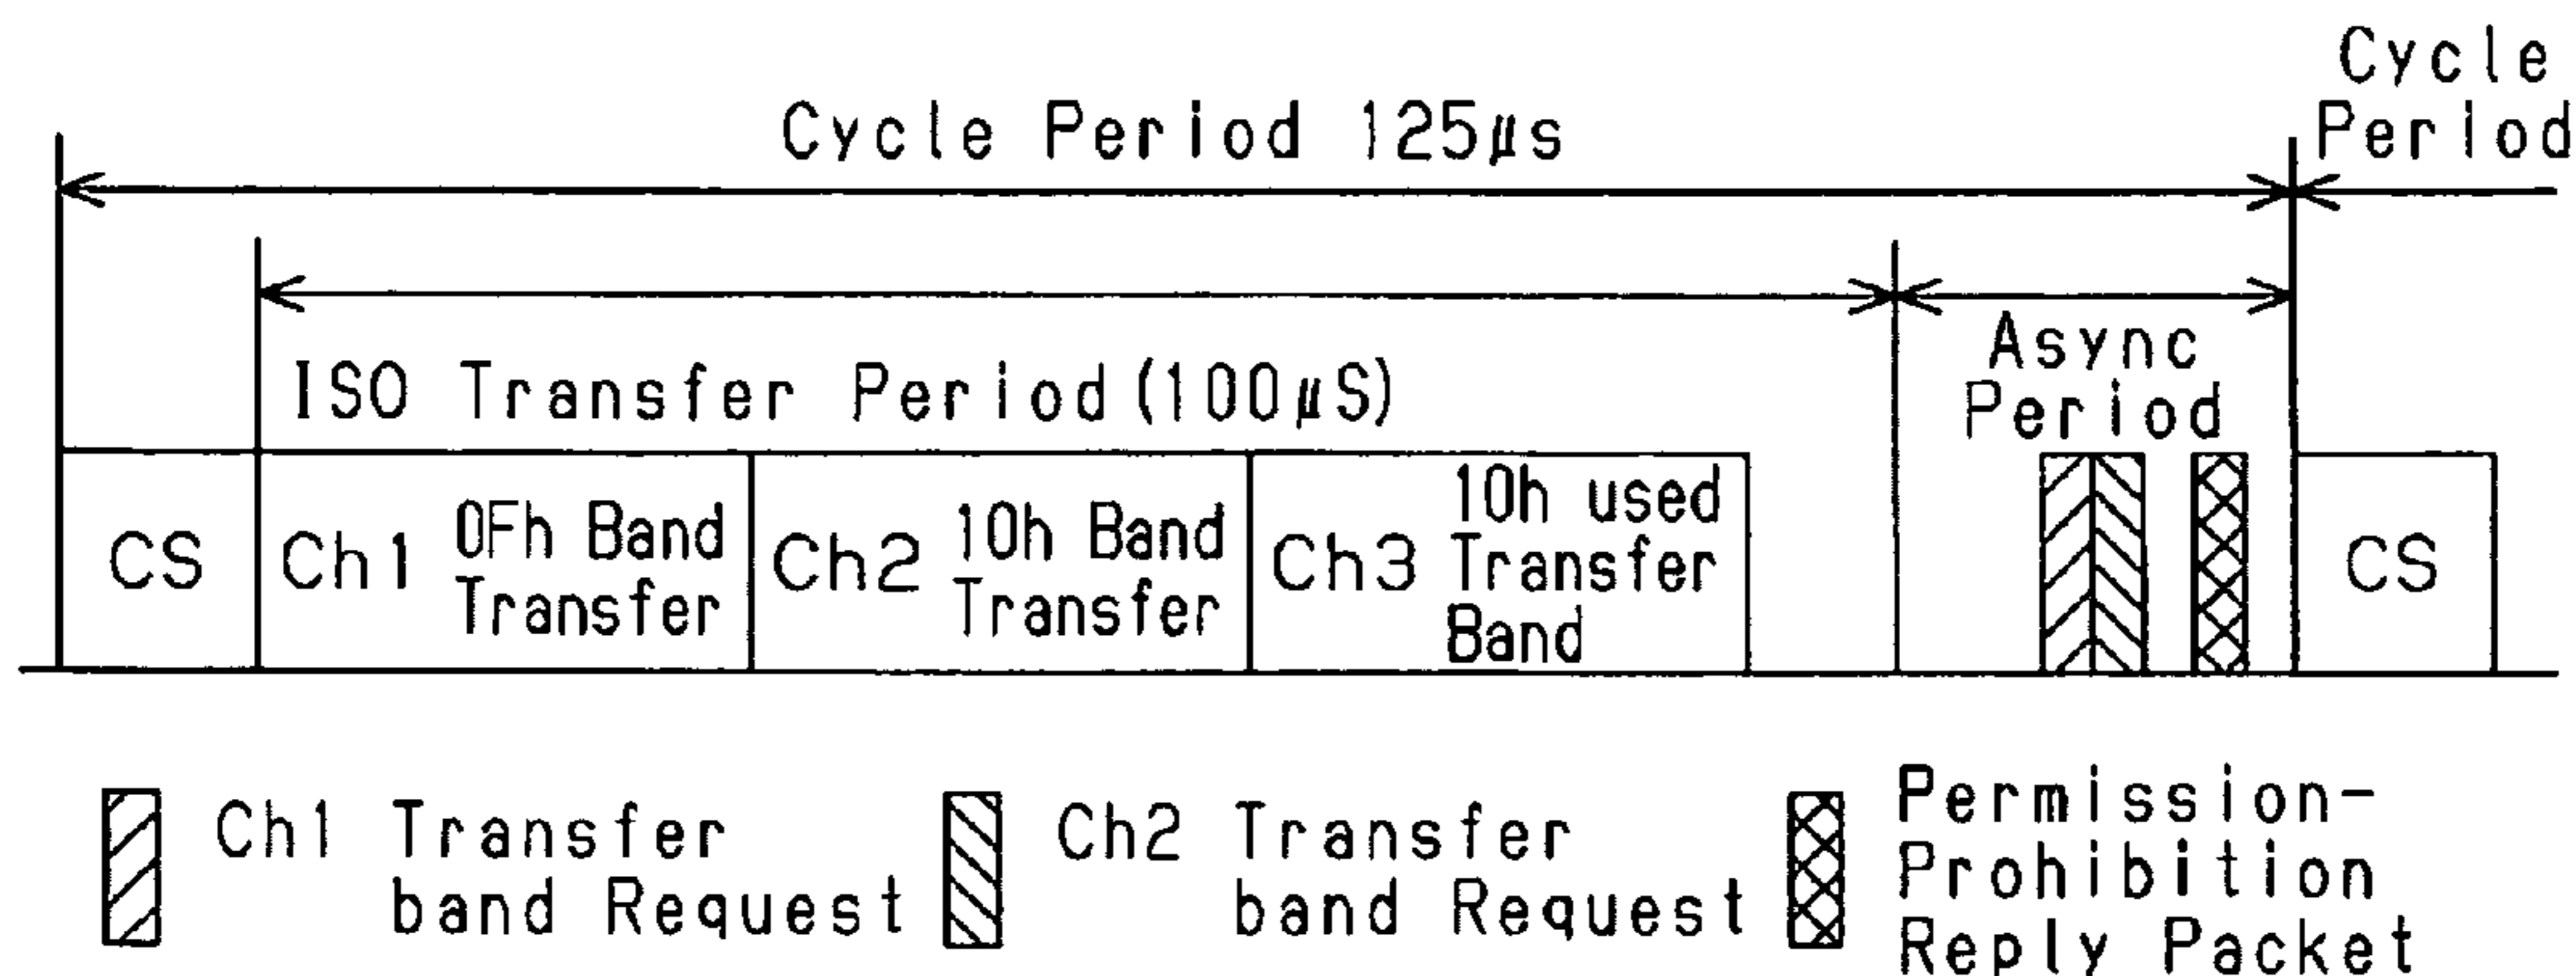 Cycle
Period
Cycle Period 125μs
ISO Transfer Period(100μS)
Async
Period
CS
Ch1
0Fh Band
Transfer
Ch2
10h Band
Transfer
Ch3
10h used
Transfer
Band
CS
Ch1 Transfer
band Request
Ch2 Transfer
band Request
Permission-
Prohibition
Reply Packet